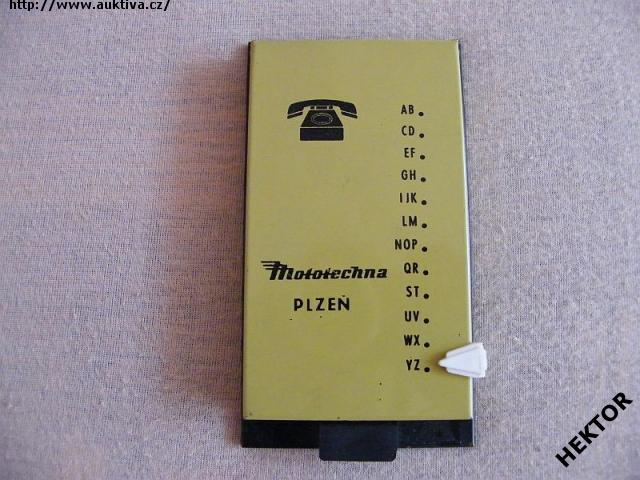 http://www.auktiva.cz/
AB
CD
EF
GH
IJK
LM
NOP
QR
ST
UV
WX
YZ
Mototechna
PLZEŇ
HEKTOR